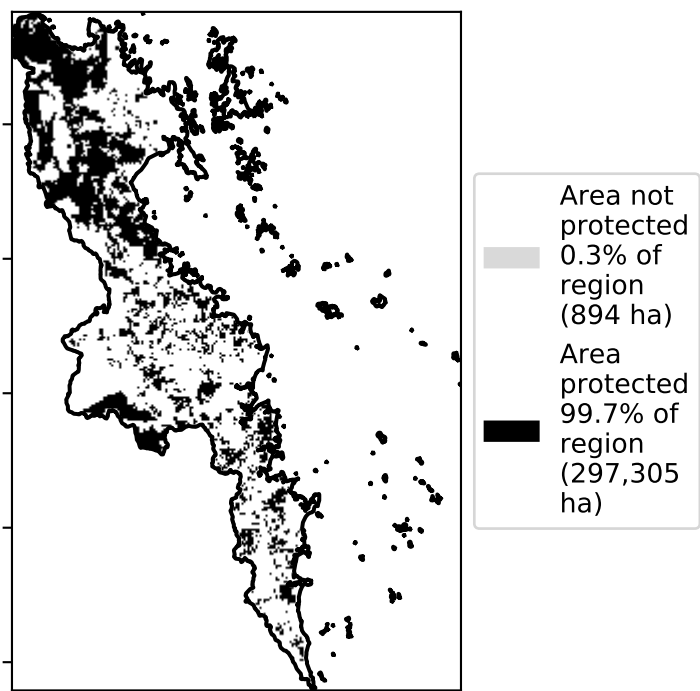 Area not
protected
0.3% of
region
(894 ha)
Area
protected
99.7% of
region
(297,305
ha)